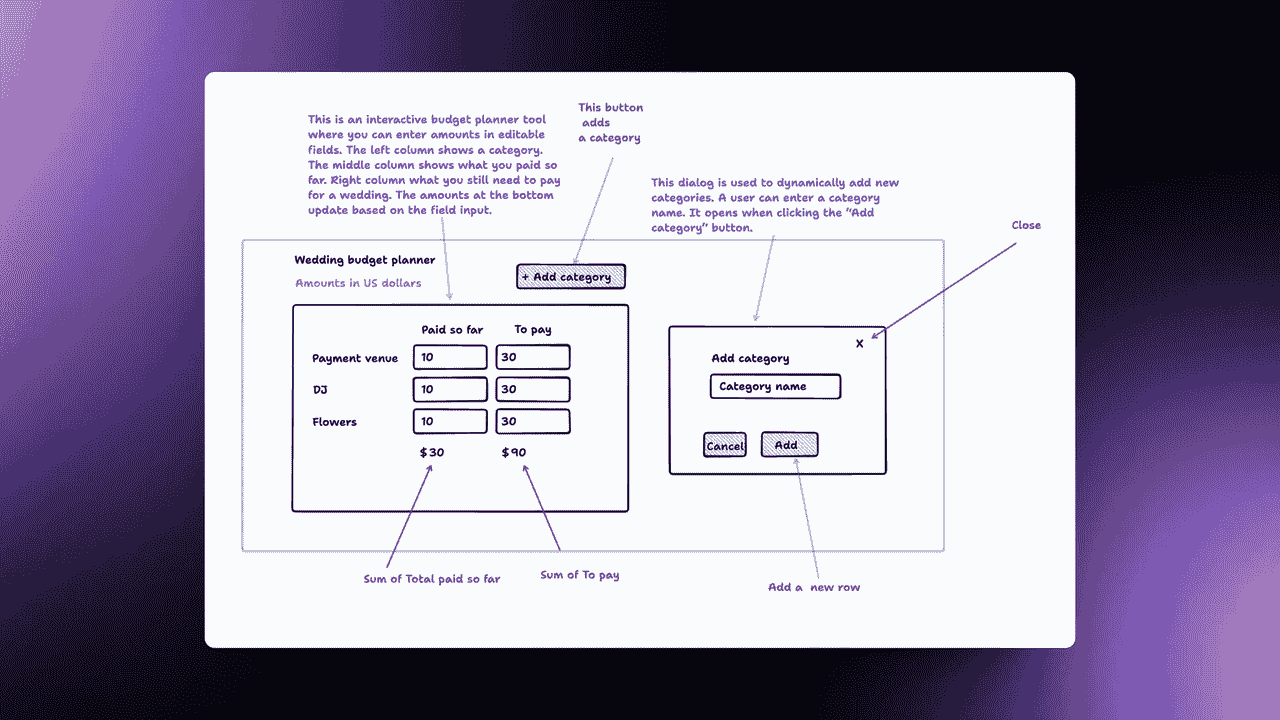 This is an interactive budget planner tool
where you can enter amounts in editable
fields. The left column shows a category.
The middle column shows what you paid so
far. Right column what you still need to pay
for a wedding. The amounts at the bottom
update based on the field input.
This button
adds
a category
This dialog is used to dynamically add new
categories. A user can enter a category
name. It opens when clicking the "Add
category" button.
Close
Wedding budget planner
Amounts in US dollars
+ Add category
Paid so far To pay
Payment venue 10 30
DJ 10 30
Flowers 10 30
$30 $90
X
Add category
Category name
Cancel Add
Sum of Total paid so far
Sum of To pay
Add a new row